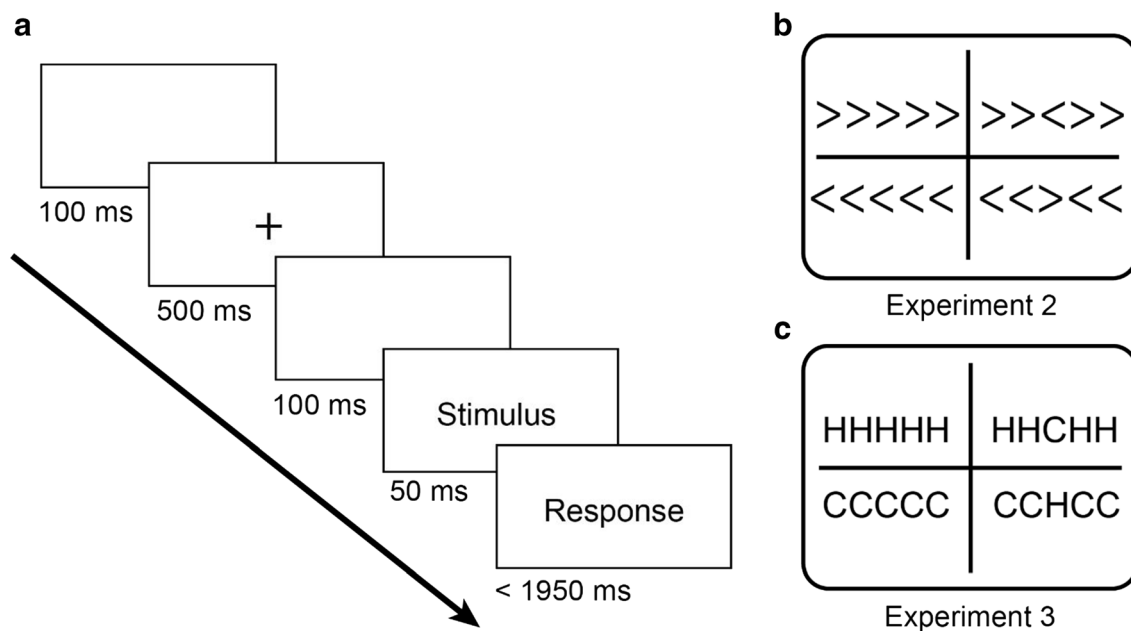 a
100 ms
+
500 ms
100 ms
Stimulus
50 ms
Response
< 1950 ms
b
>>>>> >><>>
<<<<< <<><<
Experiment 2
c
HHHHH HHCHH
CCCCC CCHCC
Experiment 3